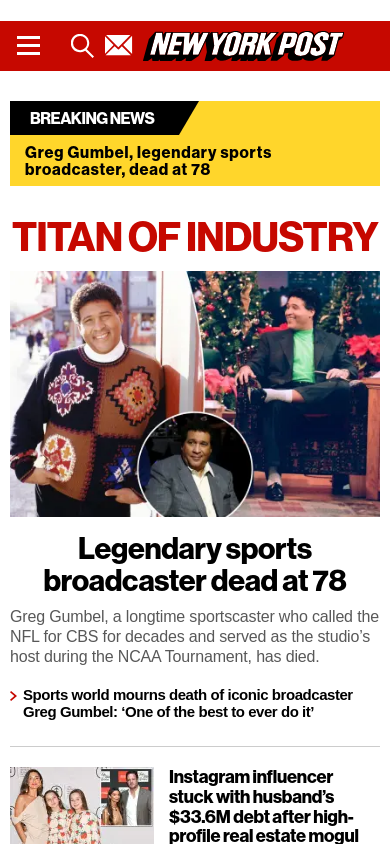 NEW YORK POST
BREAKING NEWS
Greg Gumbel, legendary sports
broadcaster, dead at 78
TITAN OF INDUSTRY
Legendary sports
broadcaster dead at 78
Greg Gumbel, a longtime sportscaster who called the
NFL for CBS for decades and served as the studio’s
host during the NCAA Tournament, has died.
Sports world mourns death of iconic broadcaster
Greg Gumbel: ‘One of the best to ever do it’
Instagram influencer
stuck with husband’s
$33.6M debt after high-
profile real estate mogul